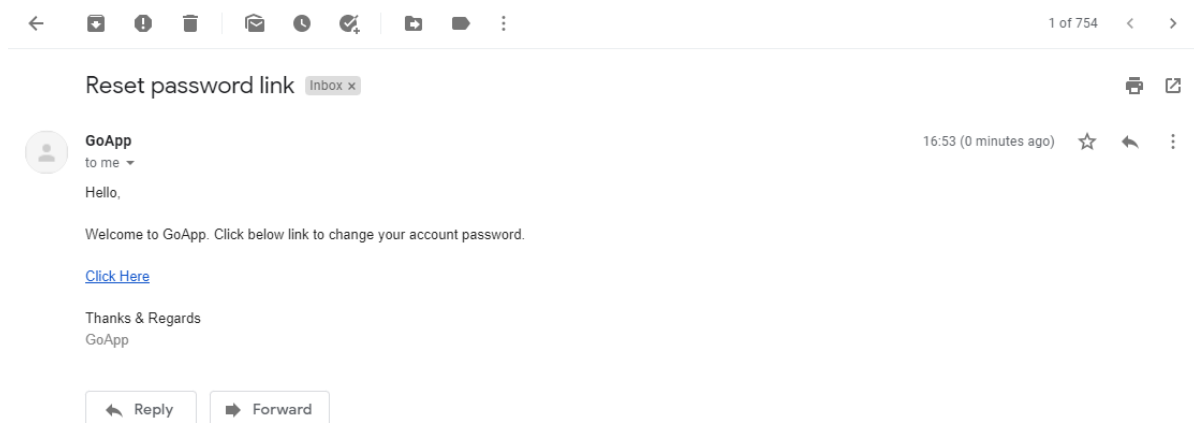 1 of 754
Reset password link Inbox x
GoApp 16:53 (0 minutes ago)
to me
Hello,
Welcome to GoApp. Click below link to change your account password.
Click Here
Thanks & Regards
GoApp
Reply Forward